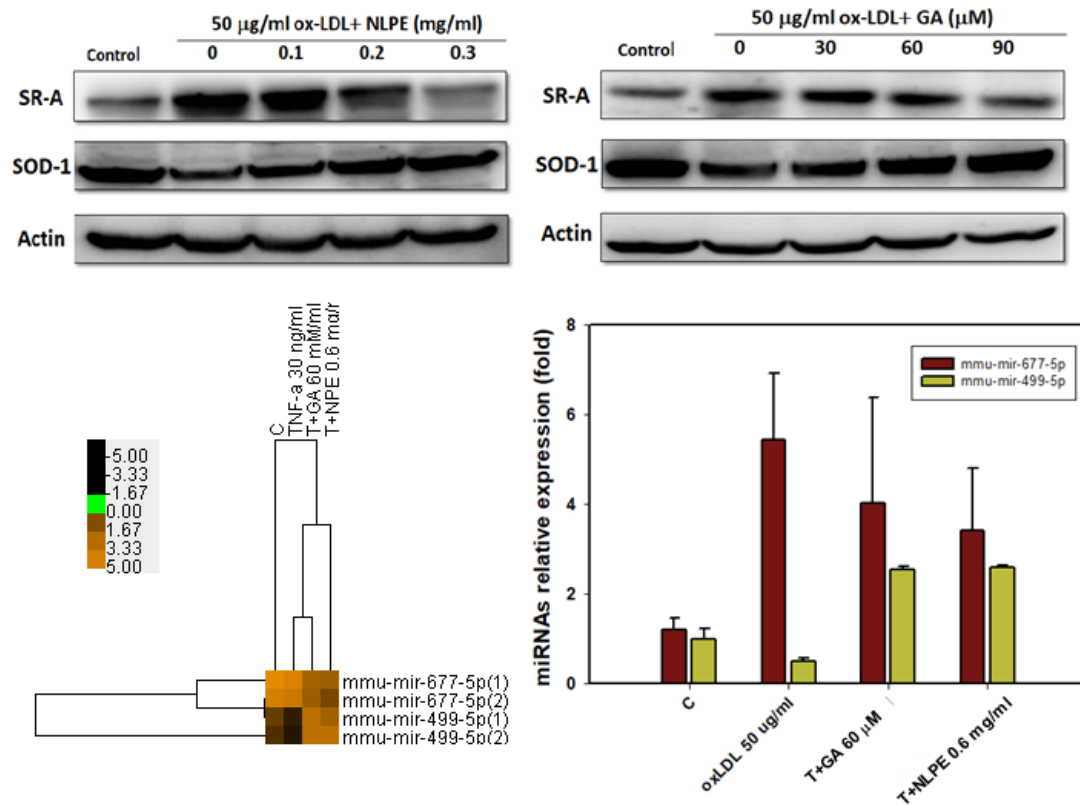 50 µg/ml ox-LDL+ NLPE (mg/ml)
Control 0 0.1 0.2 0.3
SR-A
SOD-1
Actin
50 µg/ml ox-LDL+ GA (µM)
Control 0 30 60 90
SR-A
SOD-1
Actin
C
TNF-a 30 ng/ml
T+GA 60 mM/ml
T+NPE 0.6 mg/r
-5.00
-3.33
-1.67
0.00
1.67
3.33
5.00
mmu-mir-677-5p(1)
mmu-mir-677-5p(2)
mmu-mir-499-5p(1)
mmu-mir-499-5p(2)
miRNAs relative expression (fold)
8
6
4
2
0
mmu-mir-677-5p
mmu-mir-499-5p
C
oxLDL 50 ug/ml
T+GA 60 µM
T+NLPE 0.6 mg/ml